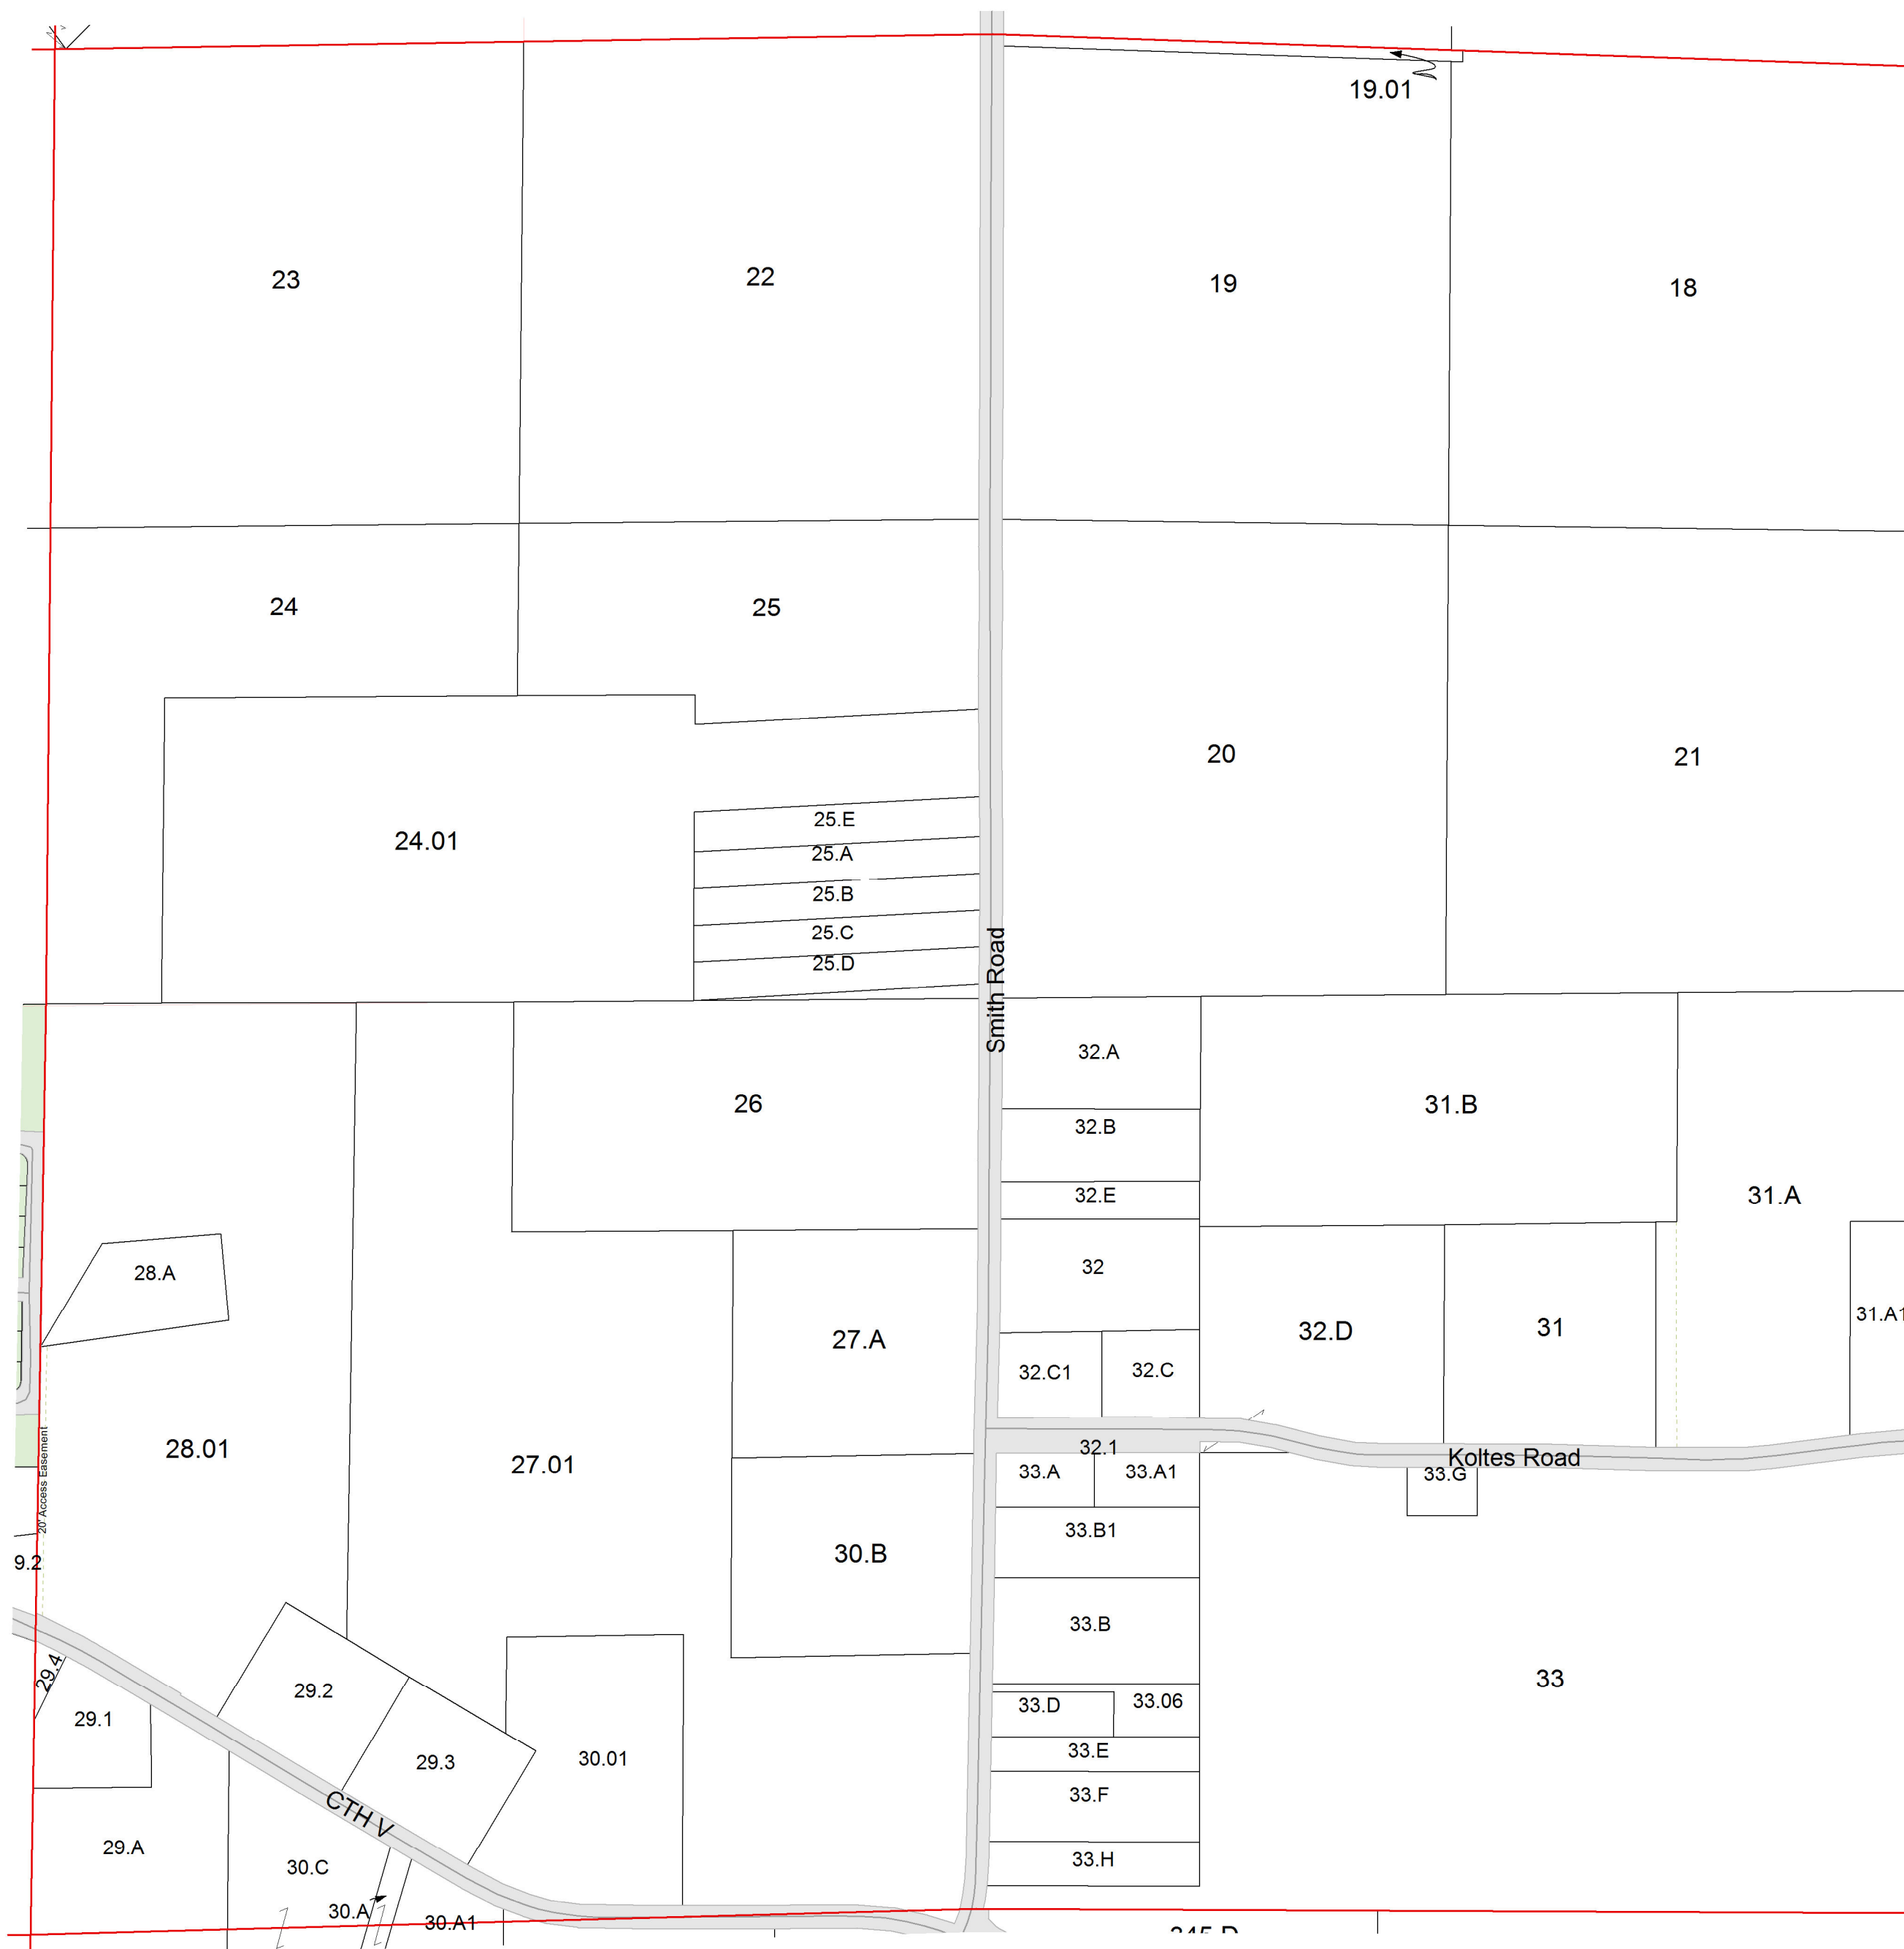 19.01
23
22
19
18
24
25
20
21
25.E
24.01
25.A
25.B
25.C
25.D
Smith Road
32.A
26
31.B
32.B
32.E
31.A
32
28.A
31.A1
27.A
32.D
31
32.C1
32.C
28.01
27.01
32.1
Koltes Road
33.A
33.A1
33.G
20' Access Easement
33.B1
9.2
30.B
33.B
29.4
33
29.2
33.D
33.06
29.1
33.E
29.3
30.01
33.F
CTH V
29.A
33.H
30.C
30.A
30.A1